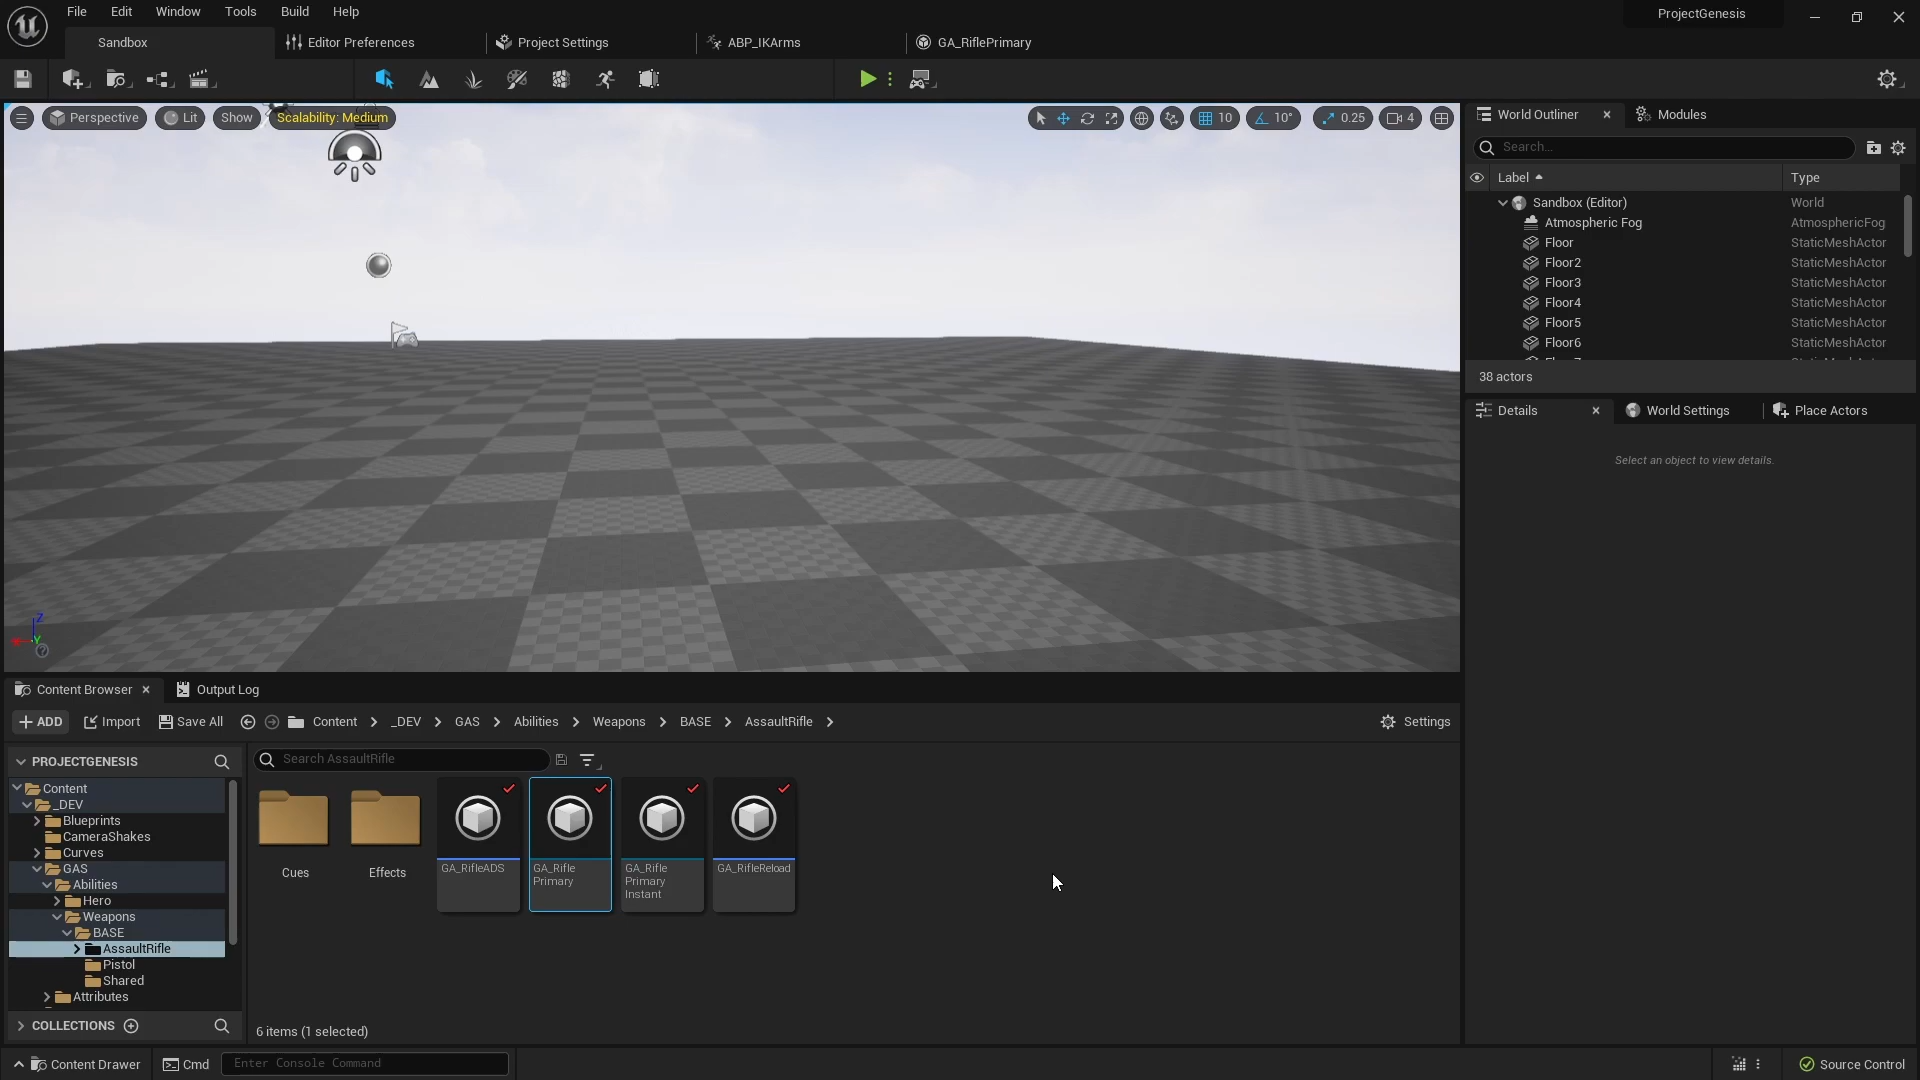 File Edit Window Tools Build Help
ProjectGenesis
Sandbox
Editor Preferences
Project Settings
ABP_IKArms
GA_RiflePrimary
Perspective
Lit
Show
Scalability: Medium
10
10°
0.25
4
World Outliner
Modules
Search...
Label
Type
Sandbox (Editor) World
Atmospheric Fog AtmosphericFog
Floor StaticMeshActor
Floor2 StaticMeshActor
Floor3 StaticMeshActor
Floor4 StaticMeshActor
Floor5 StaticMeshActor
Floor6 StaticMeshActor
38 actors
Details
World Settings
Place Actors
Select an object to view details.
Z
Y
Content Browser
Output Log
ADD
Import
Save All
Content _DEV GAS Abilities Weapons BASE AssaultRifle
Settings
PROJECTGENESIS
Search AssaultRifle
Content
_DEV
Blueprints
CameraShakes
Curves
GAS
Abilities
Hero
Weapons
BASE
AssaultRifle
Pistol
Shared
Attributes
Cues
Effects
GA_RifleADS
GA_Rifle
Primary
GA_Rifle
Primary
Instant
GA_RifleReload
COLLECTIONS
6 items (1 selected)
Content Drawer
Cmd
Enter Console Command
Source Control